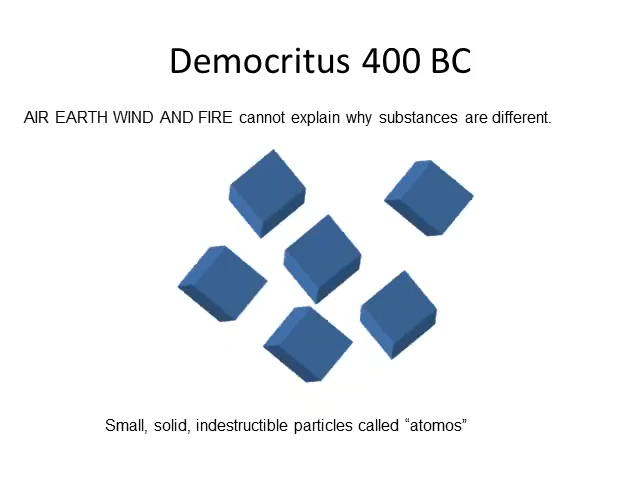 Democritus 400 BC
AIR EARTH WIND AND FIRE cannot explain why substances are different.
Small, solid, indestructible particles called “atomos”